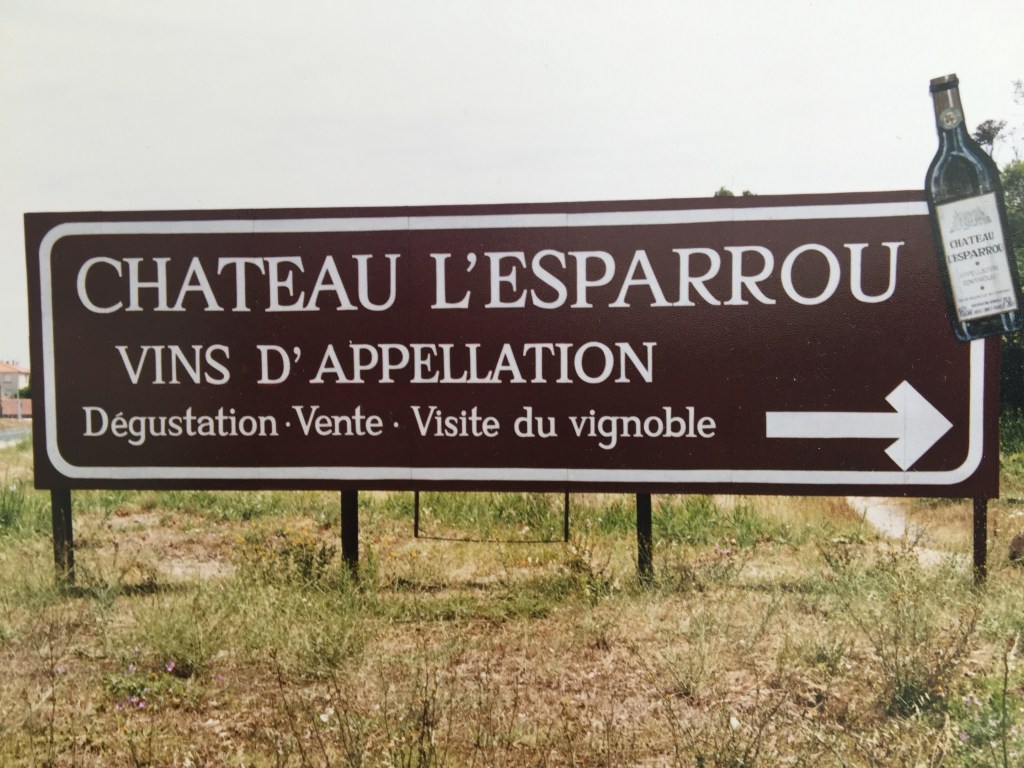 CHATEAU L'ESPARROU
VINS D'APPELLATION
Dégustation · Vente · Visite du vignoble
CHATEAU
L'ESPARROU